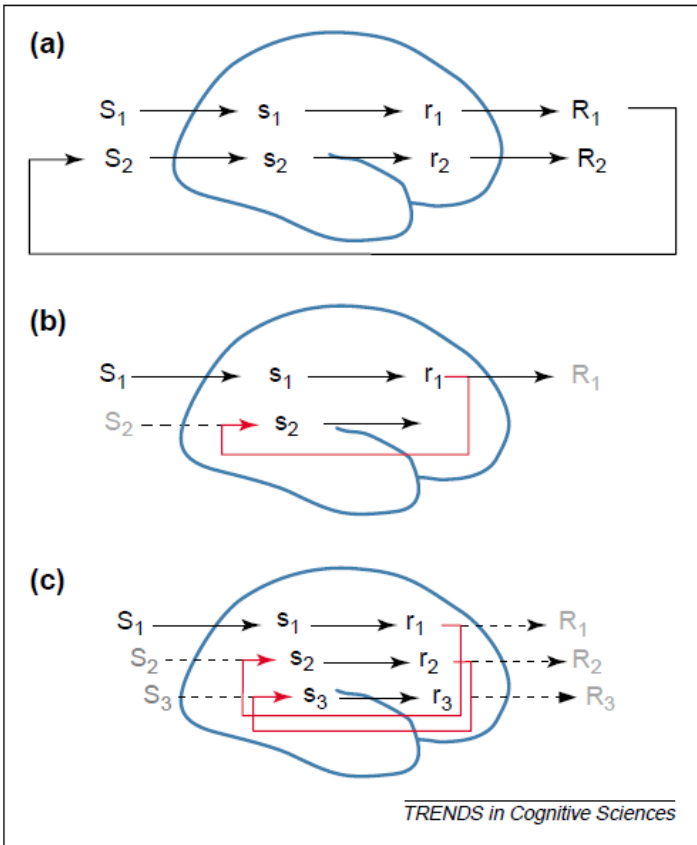 (a)
S₁ s₁ r₁ R₁
S₂ s₂ r₂ R₂
(b)
S₁ s₁ r₁ R₁
S₂ s₂
(c)
S₁ s₁ r₁ R₁
S₂ s₂ r₂ R₂
S₃ s₃ r₃ R₃
TRENDS in Cognitive Sciences